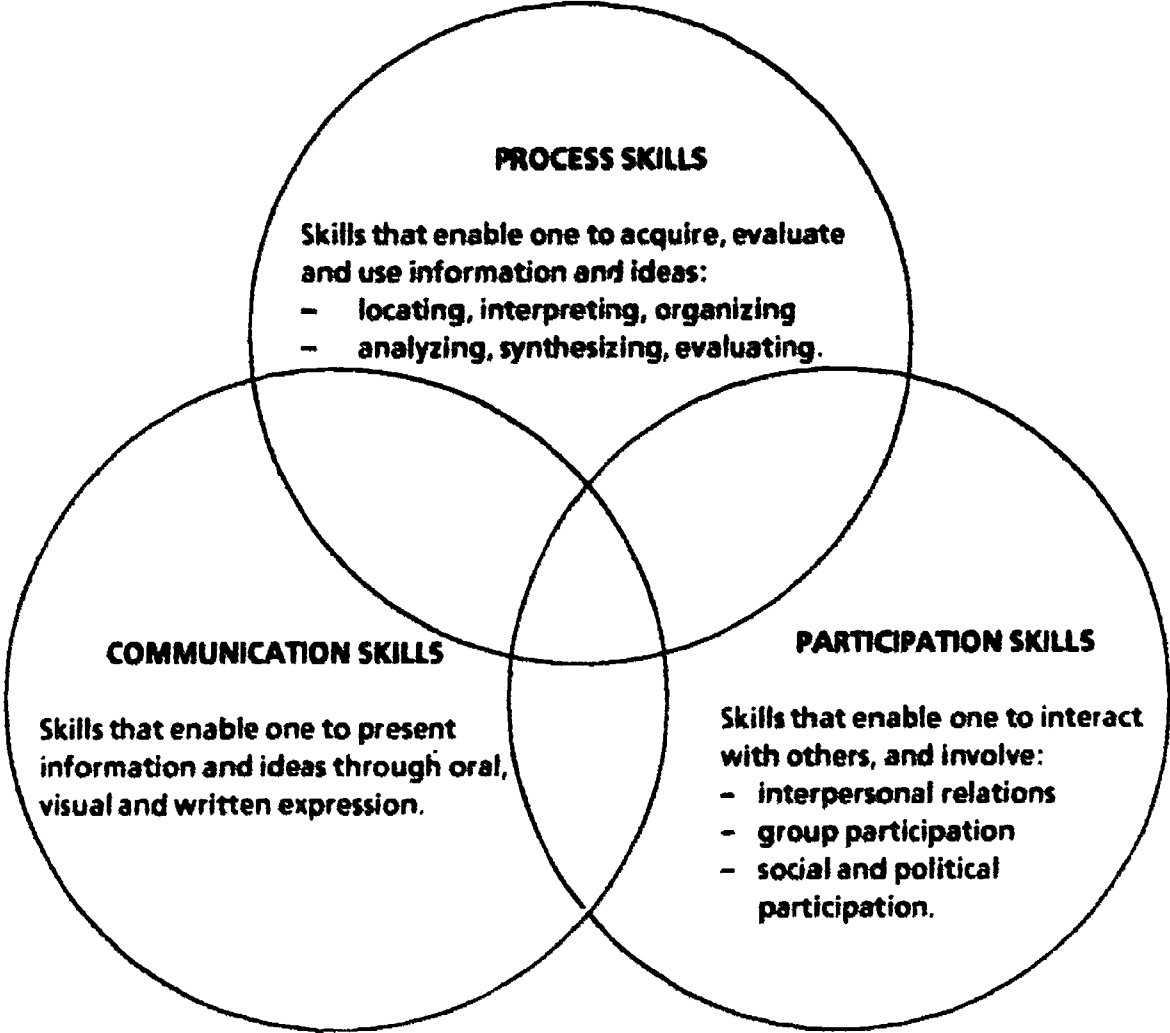 PROCESS SKILLS
Skills that enable one to acquire, evaluate
and use information and ideas:
– locating, interpreting, organizing
– analyzing, synthesizing, evaluating.
COMMUNICATION SKILLS
Skills that enable one to present
information and ideas through oral,
visual and written expression.
PARTICIPATION SKILLS
Skills that enable one to interact
with others, and involve:
– interpersonal relations
– group participation
– social and political
participation.